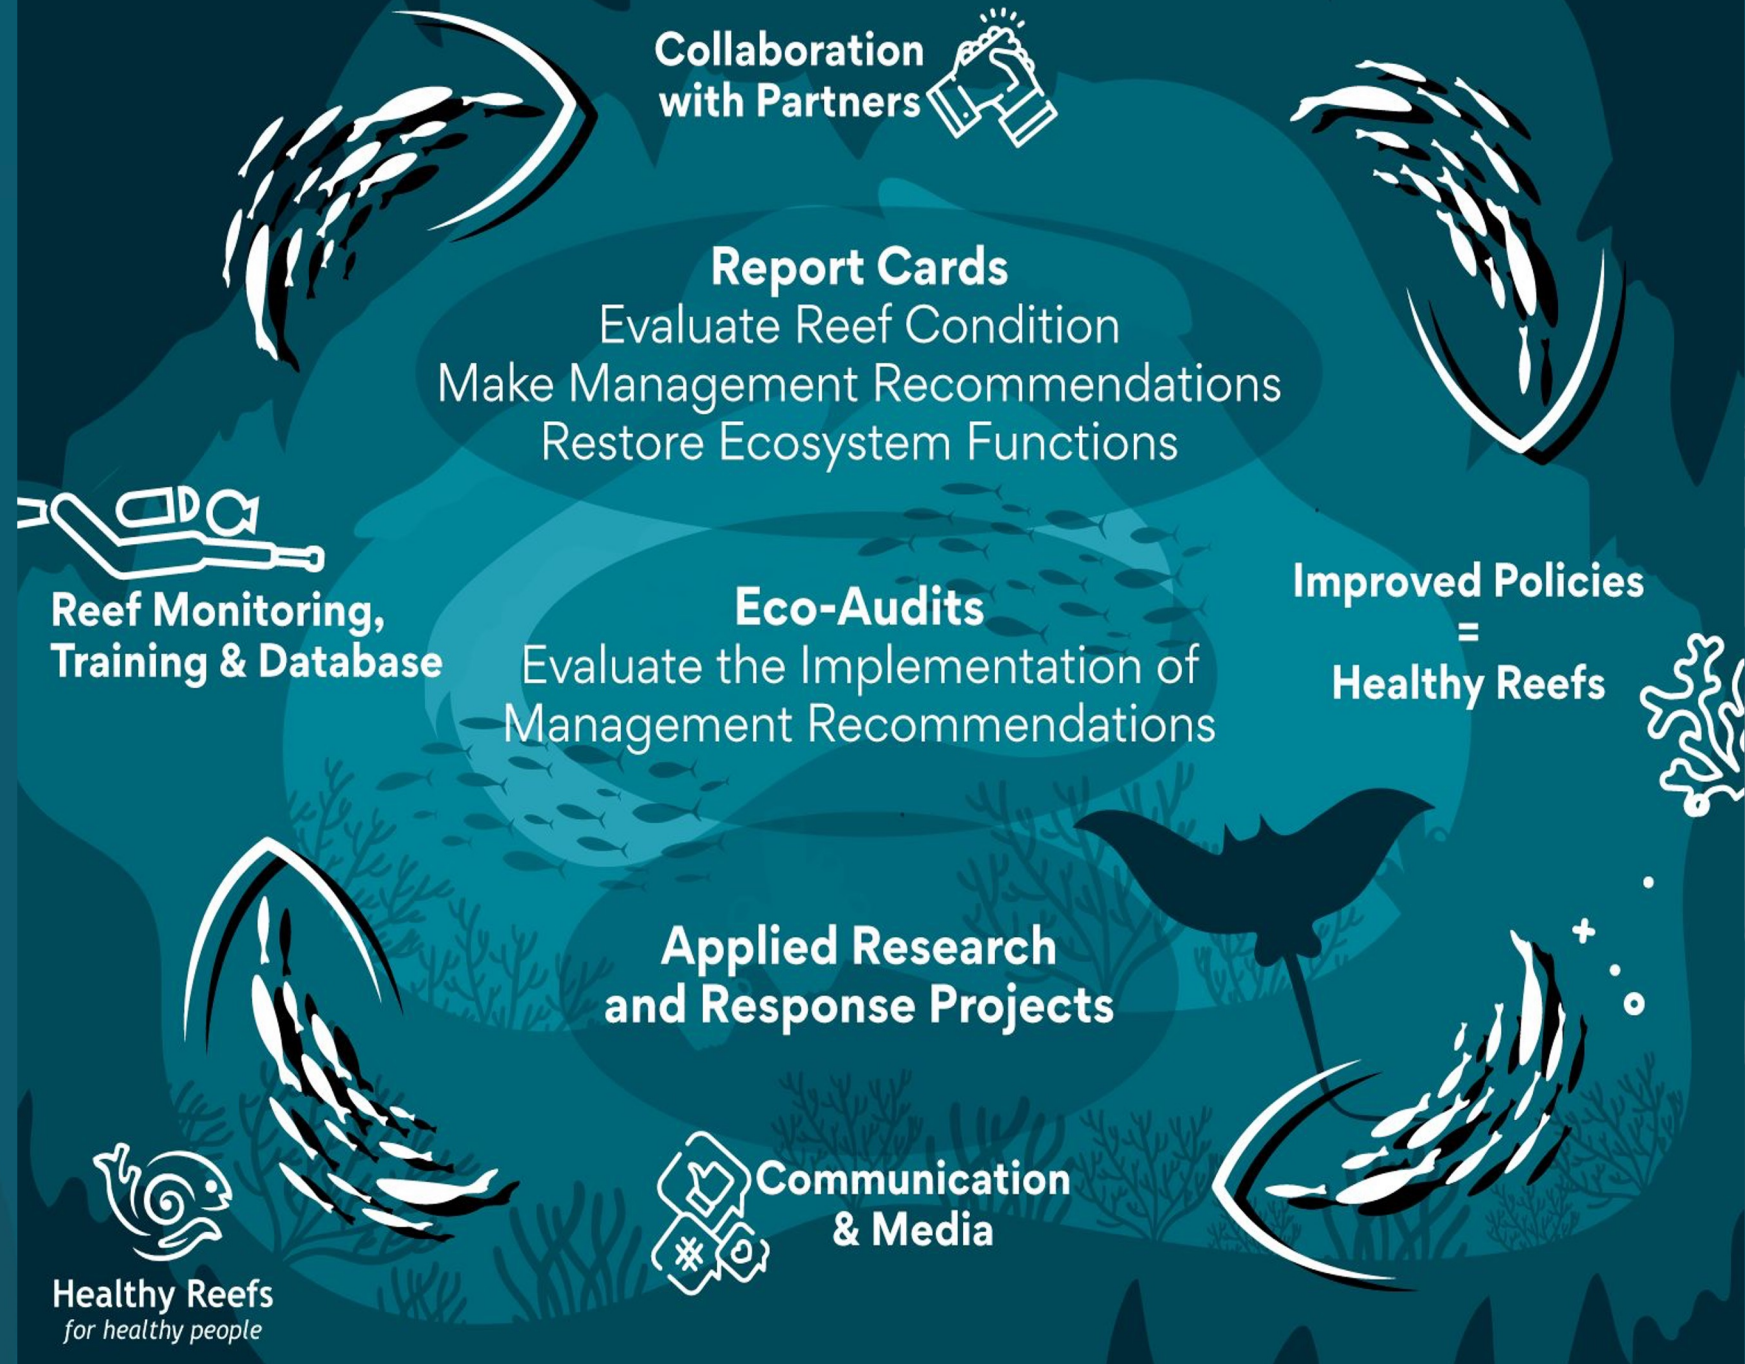 Collaboration
with Partners
Report Cards
Evaluate Reef Condition
Make Management Recommendations
Restore Ecosystem Functions
Reef Monitoring,
Training & Database
Eco-Audits
Evaluate the Implementation of
Management Recommendations
Improved Policies
=
Healthy Reefs
Applied Research
and Response Projects
#
Communication
& Media
Healthy Reefs
for healthy people